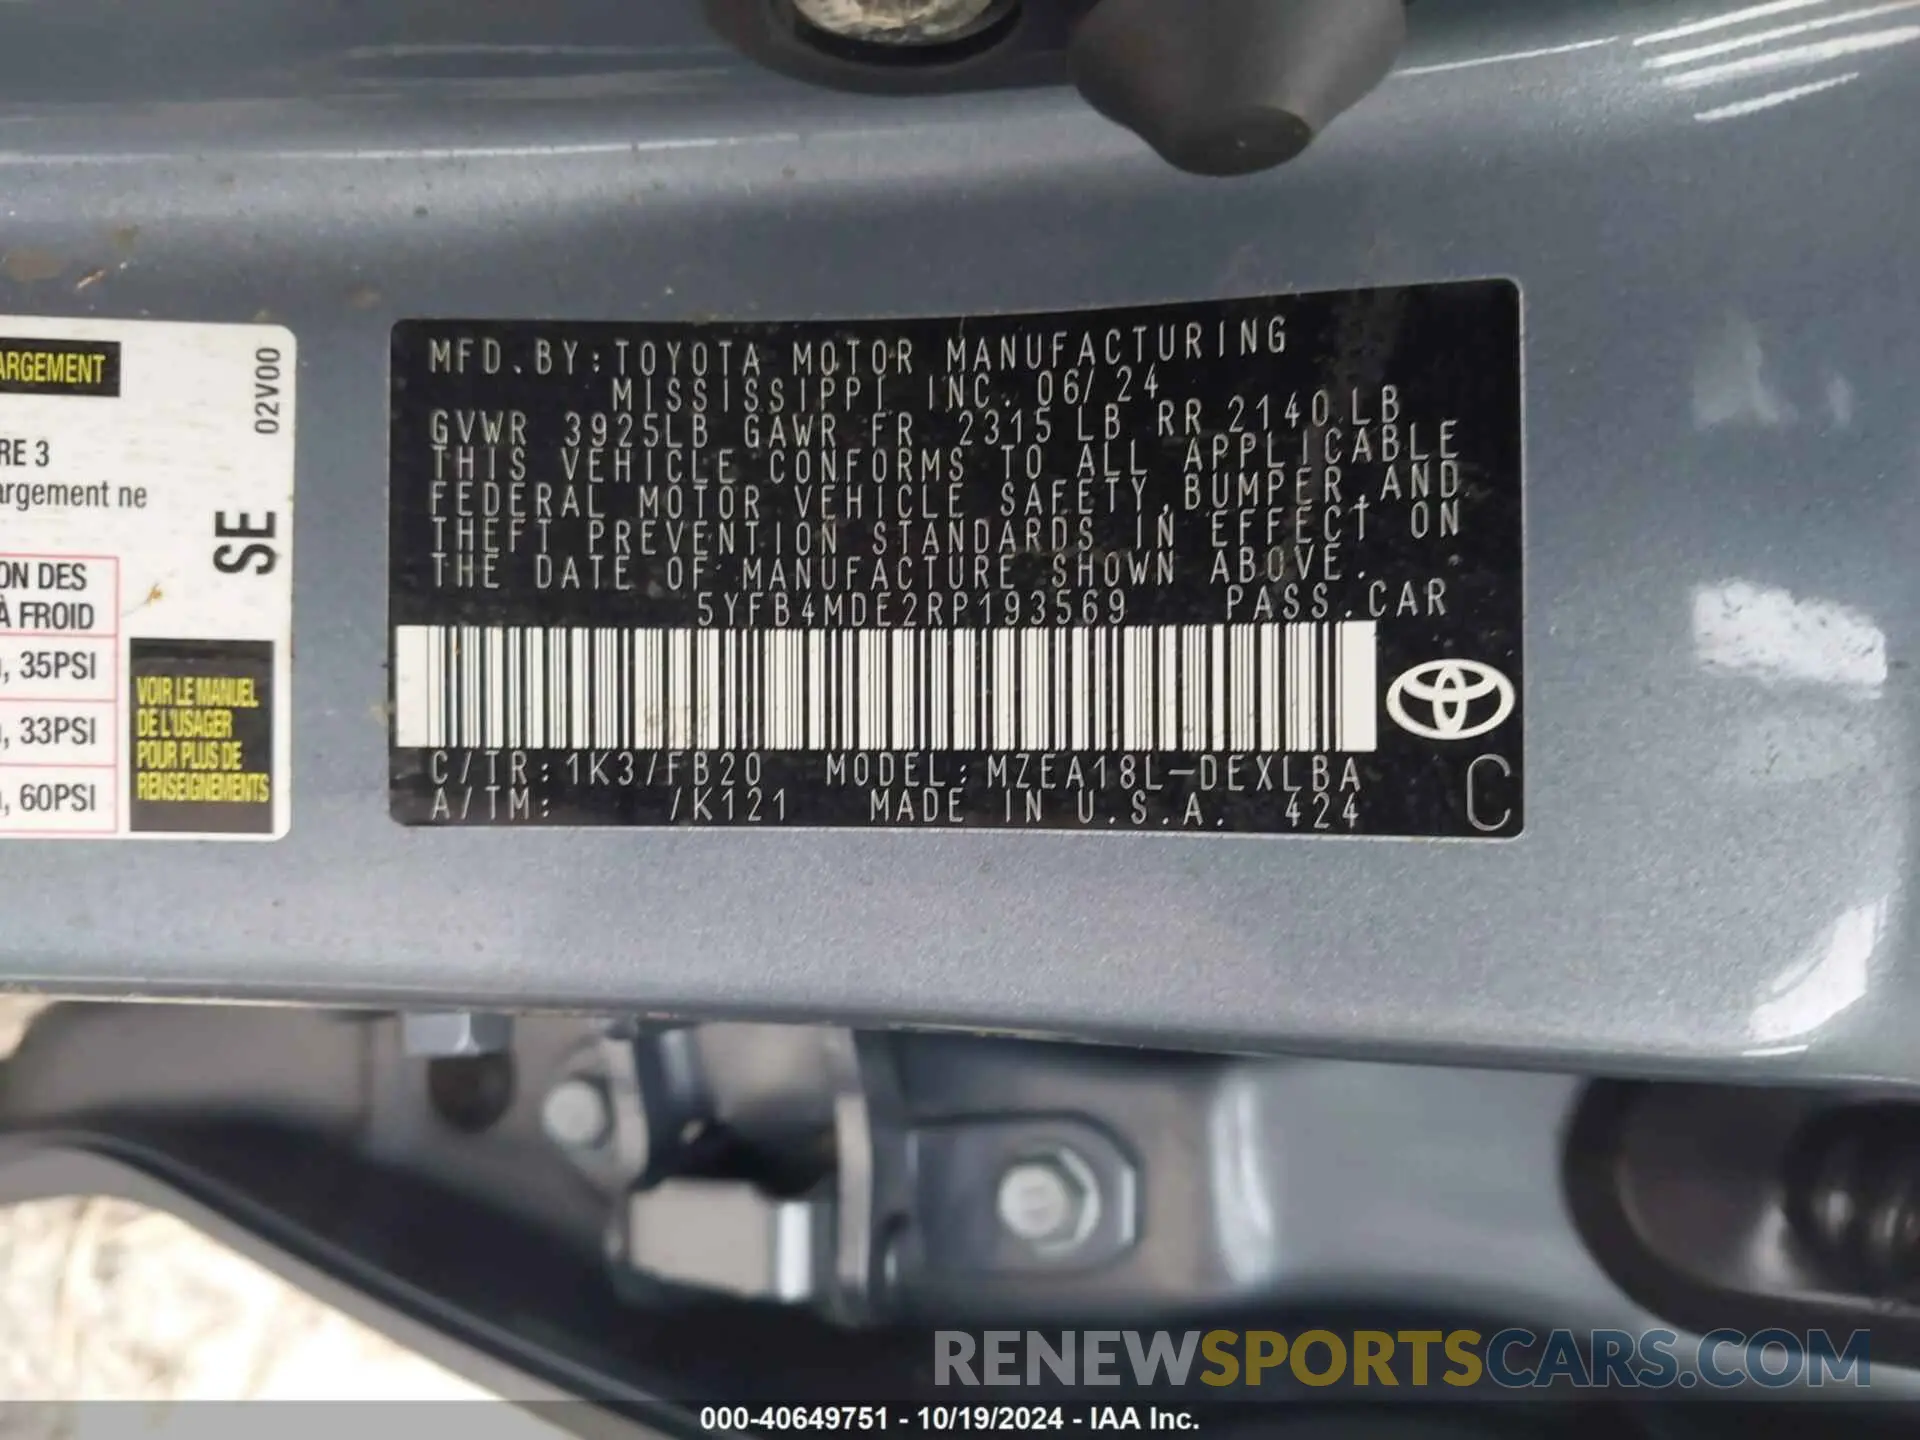 ARGEMENT
02V00
RE 3
argement ne
SE
ON DES
À FROID
, 35PSI
, 33PSI
, 60PSI
VOIR LE MANUEL
DE L'USAGER
POUR PLUS DE
RENSEIGNEMENTS
MFD.BY:TOYOTA MOTOR MANUFACTURING
MISSISSIPPI INC. 06/24
GVWR 3925LB GAWR FR 2315LB RR 2140LB
THIS VEHICLE CONFORMS TO ALL APPLICABLE
FEDERAL MOTOR VEHICLE SAFETY,BUMPER,AND
THEFT PREVENTION STANDARDS IN EFFECT ON
THE DATE OF MANUFACTURE SHOWN ABOVE.
5YFB4MDE2RP193569 PASS.CAR
C/TR:1K3/FB20 MODEL:MZEA18L-DEXLBA
A/TM: /K121 MADE IN U.S.A. 424
C
RENEWSPORTSCARS.COM
000-40649751 - 10/19/2024 - IAA Inc.